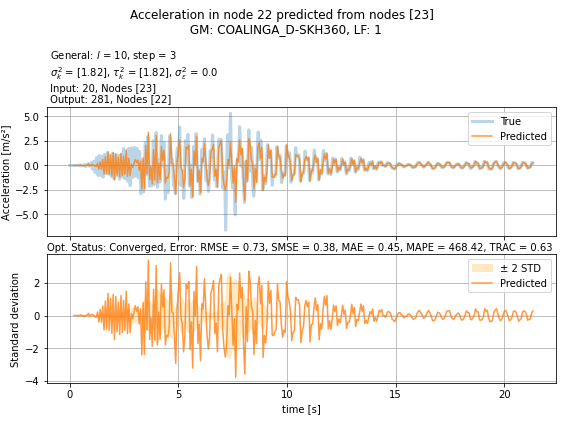 Acceleration in node 22 predicted from nodes [23]
GM: COALINGA_D-SKH360, LF: 1
General: l = 10, step = 3
σ²ₖ = [1.82], τ²ₖ = [1.82], σ²ε = 0.0
Input: 20, Nodes [23]
Output: 281, Nodes [22]
Acceleration [m/s²]
5.0
2.5
0.0
−2.5
−5.0
True
Predicted
Opt. Status: Converged, Error: RMSE = 0.73, SMSE = 0.38, MAE = 0.45, MAPE = 468.42, TRAC = 0.63
Standard deviation
2
0
−2
−4
± 2 STD
Predicted
0
5
10
15
20
time [s]